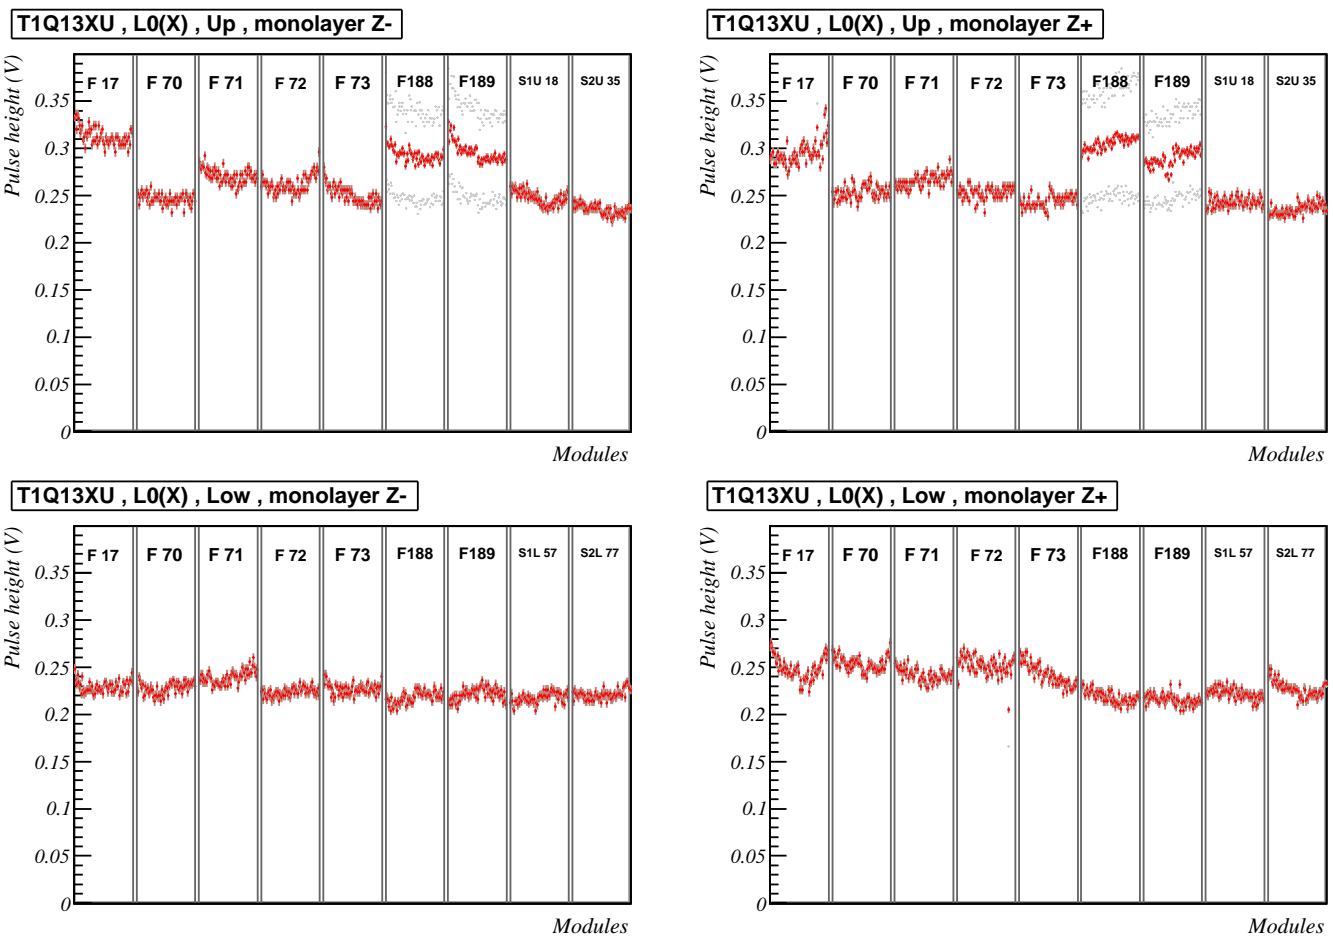 T1Q13XU , L0(X) , Up , monolayer Z-
Pulse height (V)
F 17 F 70 F 71 F 72 F 73 F188 F189 S1U 18 S2U 35
0.35
0.3
0.25
0.2
0.15
0.1
0.05
0
Modules
T1Q13XU , L0(X) , Up , monolayer Z+
Pulse height (V)
F 17 F 70 F 71 F 72 F 73 F188 F189 S1U 18 S2U 35
0.35
0.3
0.25
0.2
0.15
0.1
0.05
0
Modules
T1Q13XU , L0(X) , Low , monolayer Z-
Pulse height (V)
F 17 F 70 F 71 F 72 F 73 F188 F189 S1L 57 S2L 77
0.35
0.3
0.25
0.2
0.15
0.1
0.05
0
Modules
T1Q13XU , L0(X) , Low , monolayer Z+
Pulse height (V)
F 17 F 70 F 71 F 72 F 73 F188 F189 S1L 57 S2L 77
0.35
0.3
0.25
0.2
0.15
0.1
0.05
0
Modules